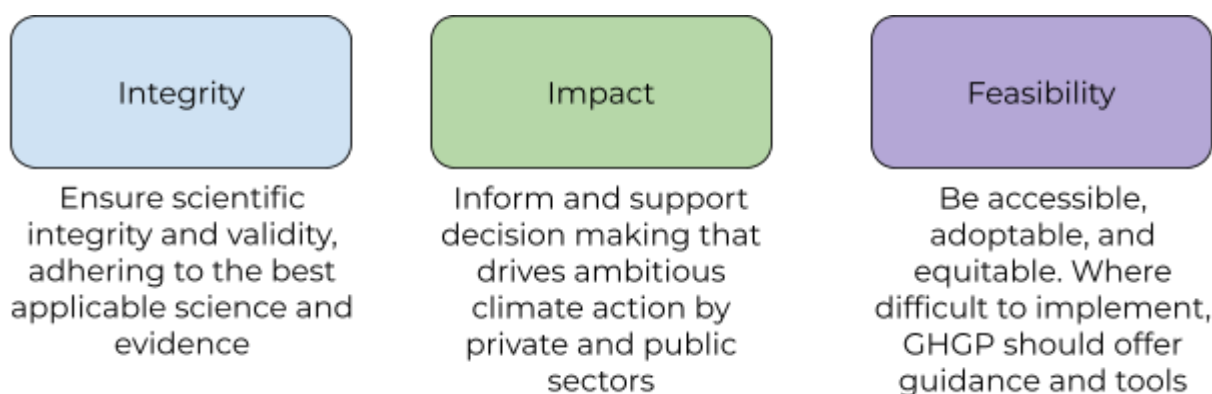 Integrity
Ensure scientific
integrity and validity,
adhering to the best
applicable science and
evidence
Impact
Inform and support
decision making that
drives ambitious
climate action by
private and public
sectors
Feasibility
Be accessible,
adoptable, and
equitable. Where
difficult to implement,
GHGP should offer
guidance and tools